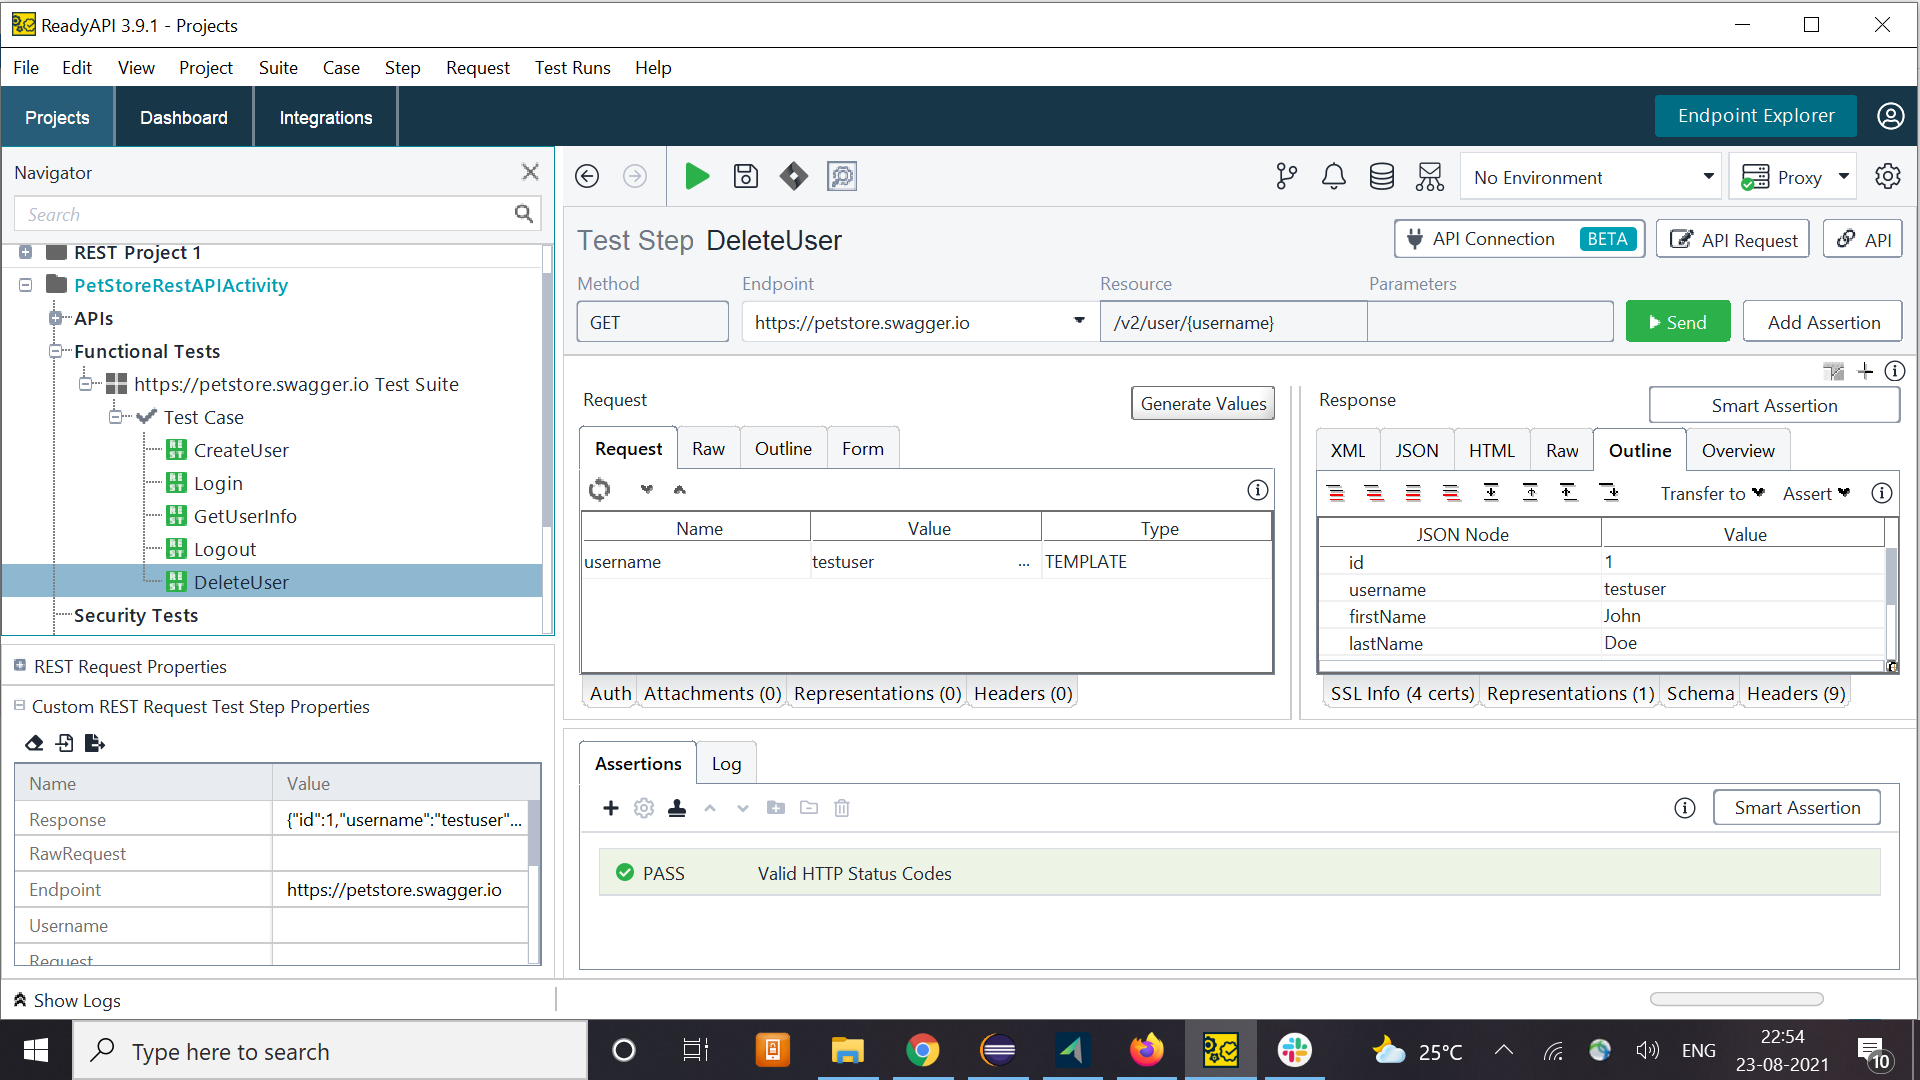 ReadyAPI 3.9.1 - Projects
File Edit View Project Suite Case Step Request Test Runs Help
Projects Dashboard Integrations Endpoint Explorer
Navigator
Search
REST Project 1
PetStoreRestAPIActivity
APIs
Functional Tests
https://petstore.swagger.io Test Suite
Test Case
REST CreateUser
REST Login
REST GetUserInfo
REST Logout
REST DeleteUser
Security Tests
REST Request Properties
Custom REST Request Test Step Properties
Name Value
Response {"id":1,"username":"testuser"...
RawRequest
Endpoint https://petstore.swagger.io
Username
Request
Show Logs
No Environment Proxy
Test Step DeleteUser API Connection BETA API Request API
Method Endpoint Resource Parameters
GET https://petstore.swagger.io /v2/user/{username} Send Add Assertion
Request Generate Values
Request Raw Outline Form
Name Value Type
username testuser ... TEMPLATE
Auth Attachments (0) Representations (0) Headers (0)
Response Smart Assertion
XML JSON HTML Raw Outline Overview
Transfer to Assert
JSON Node Value
id 1
username testuser
firstName John
lastName Doe
SSL Info (4 certs) Representations (1) Schema Headers (9)
Assertions Log
Smart Assertion
PASS Valid HTTP Status Codes
Type here to search
25°C ENG
22:54
23-08-2021
10